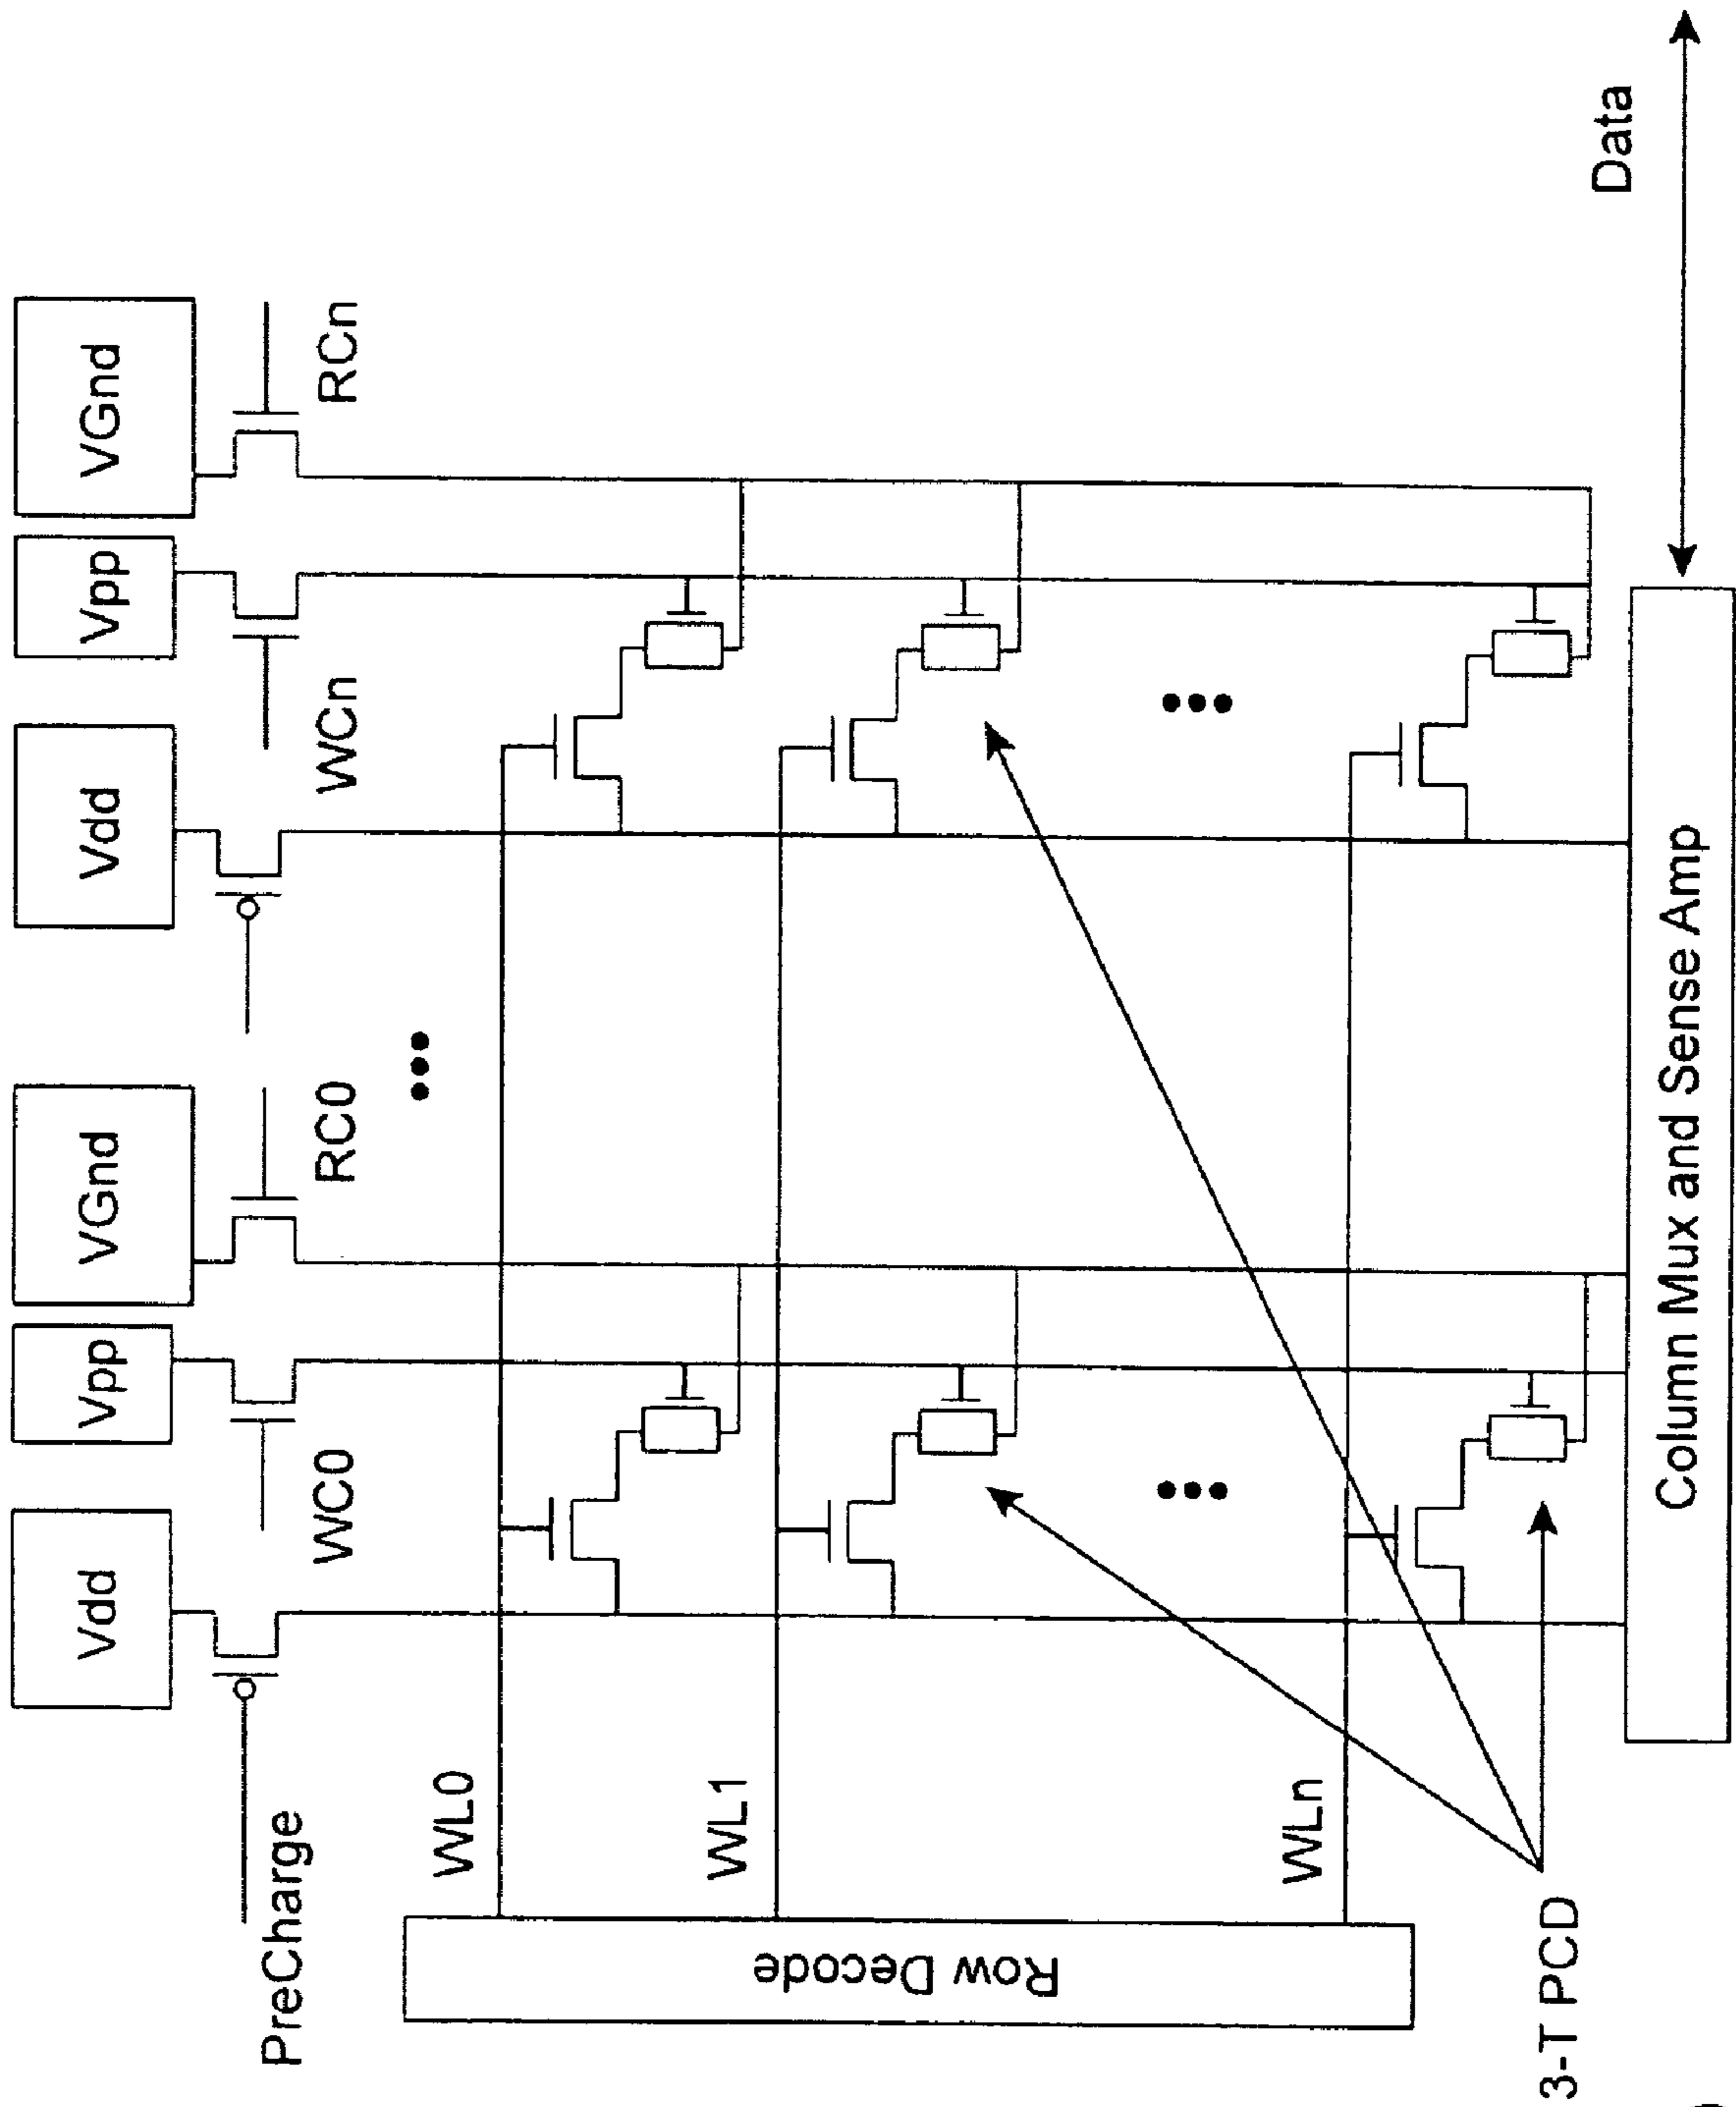 Vdd
Vpp
VGnd
Vdd
Vpp
VGnd
PreCharge
WC0
RC0
WCn
RCn
WL0
WL1
WLn
Row Decode
3-T PCD
Data
Column Mux and Sense Amp